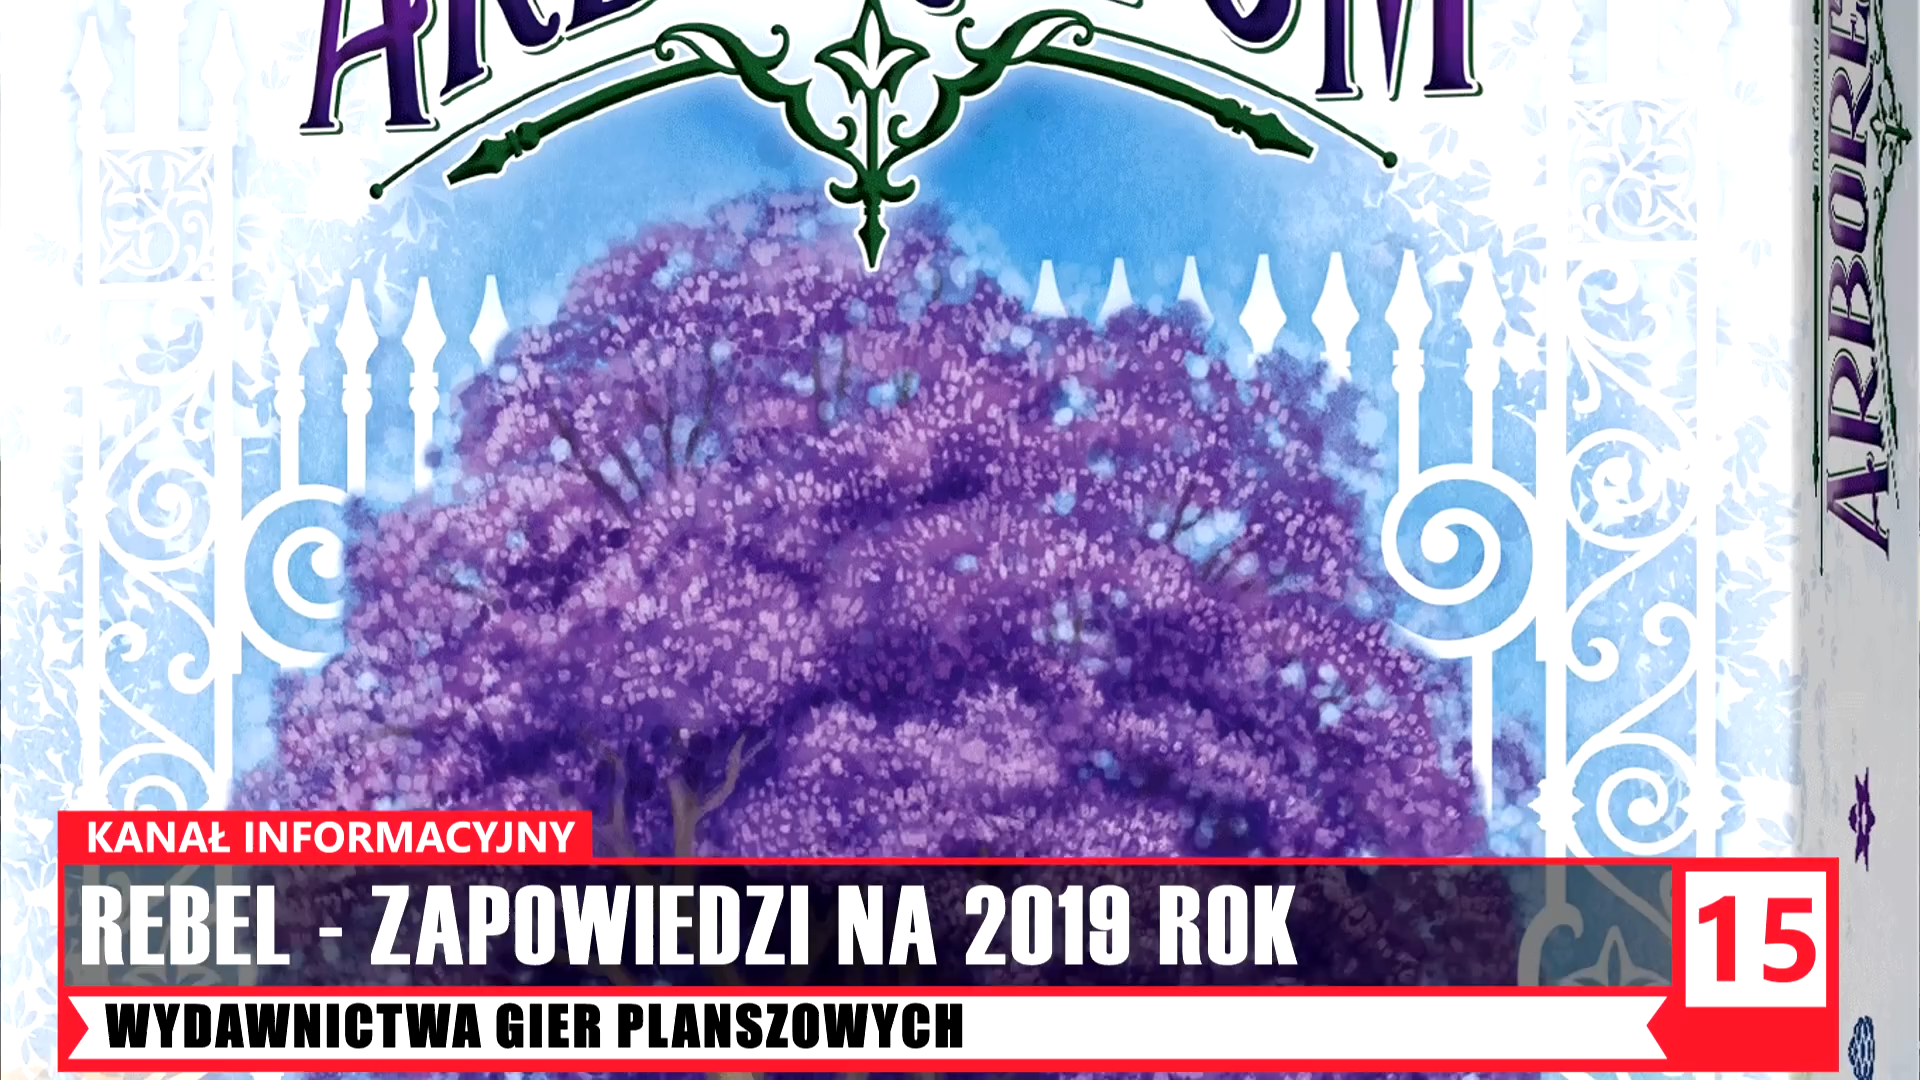 ARBORE
KANAŁ INFORMACYJNY
REBEL - ZAPOWIEDZI NA 2019 ROK
15
WYDAWNICTWA GIER PLANSZOWYCH